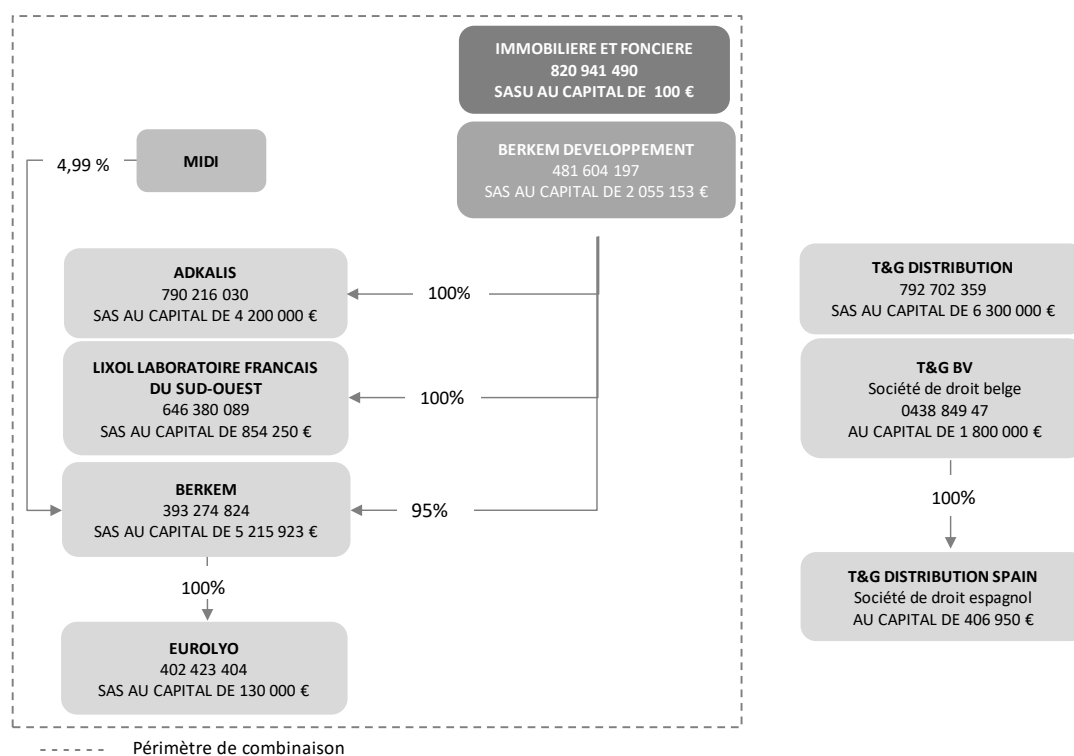 IMMOBILIERE ET FONCIERE
820 941 490
SASU AU CAPITAL DE 100 €
BERKEM DEVELOPPEMENT
481 604 197
SAS AU CAPITAL DE 2 055 153 €
4,99 %
MIDI
ADKALIS
790 216 030
SAS AU CAPITAL DE 4 200 000 €
100%
LIXOL LABORATOIRE FRANCAIS
DU SUD-OUEST
646 380 089
SAS AU CAPITAL DE 854 250 €
100%
BERKEM
393 274 824
SAS AU CAPITAL DE 5 215 923 €
95%
100%
EUROLYO
402 423 404
SAS AU CAPITAL DE 130 000 €
T&G DISTRIBUTION
792 702 359
SAS AU CAPITAL DE 6 300 000 €
T&G BV
Société de droit belge
0438 849 47
AU CAPITAL DE 1 800 000 €
100%
T&G DISTRIBUTION SPAIN
Société de droit espagnol
AU CAPITAL DE 406 950 €
Périmètre de combinaison